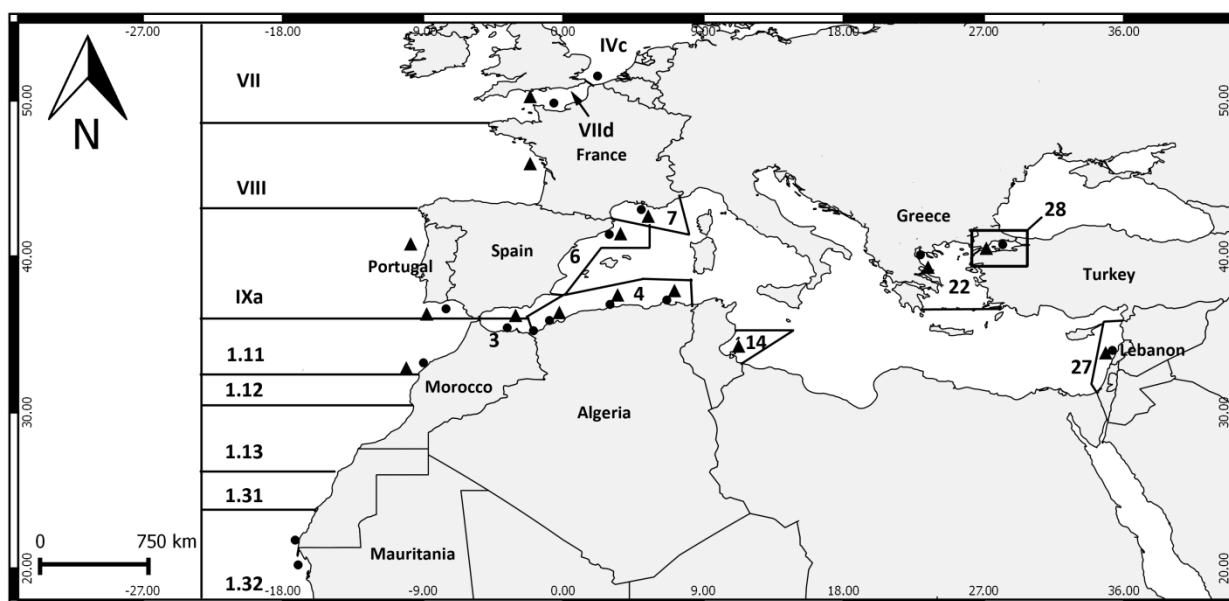 -27.00 -18.00 -9.00 0.00 9.00 18.00 27.00 36.00
IVc
50.00 VII 50.00
N
VIId
France
VIII
Greece 28
7
40.00 Portugal Spain 6 Turkey 40.00
IXa 4 22
3 14 Lebanon
1.11 27
1.12 Morocco
30.00 Algeria 30.00
1.13
1.31
0 750 km
Mauritania
20.00 1.32 20.00
-27.00 -18.00 -9.00 0.00 9.00 18.00 27.00 36.00